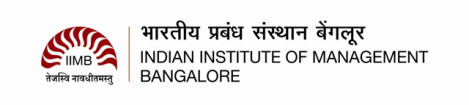 IIMB
तेजस्वि नावधीतमस्तु
भारतीय प्रबंध संस्थान बेंगलूर
INDIAN INSTITUTE OF MANAGEMENT
BANGALORE